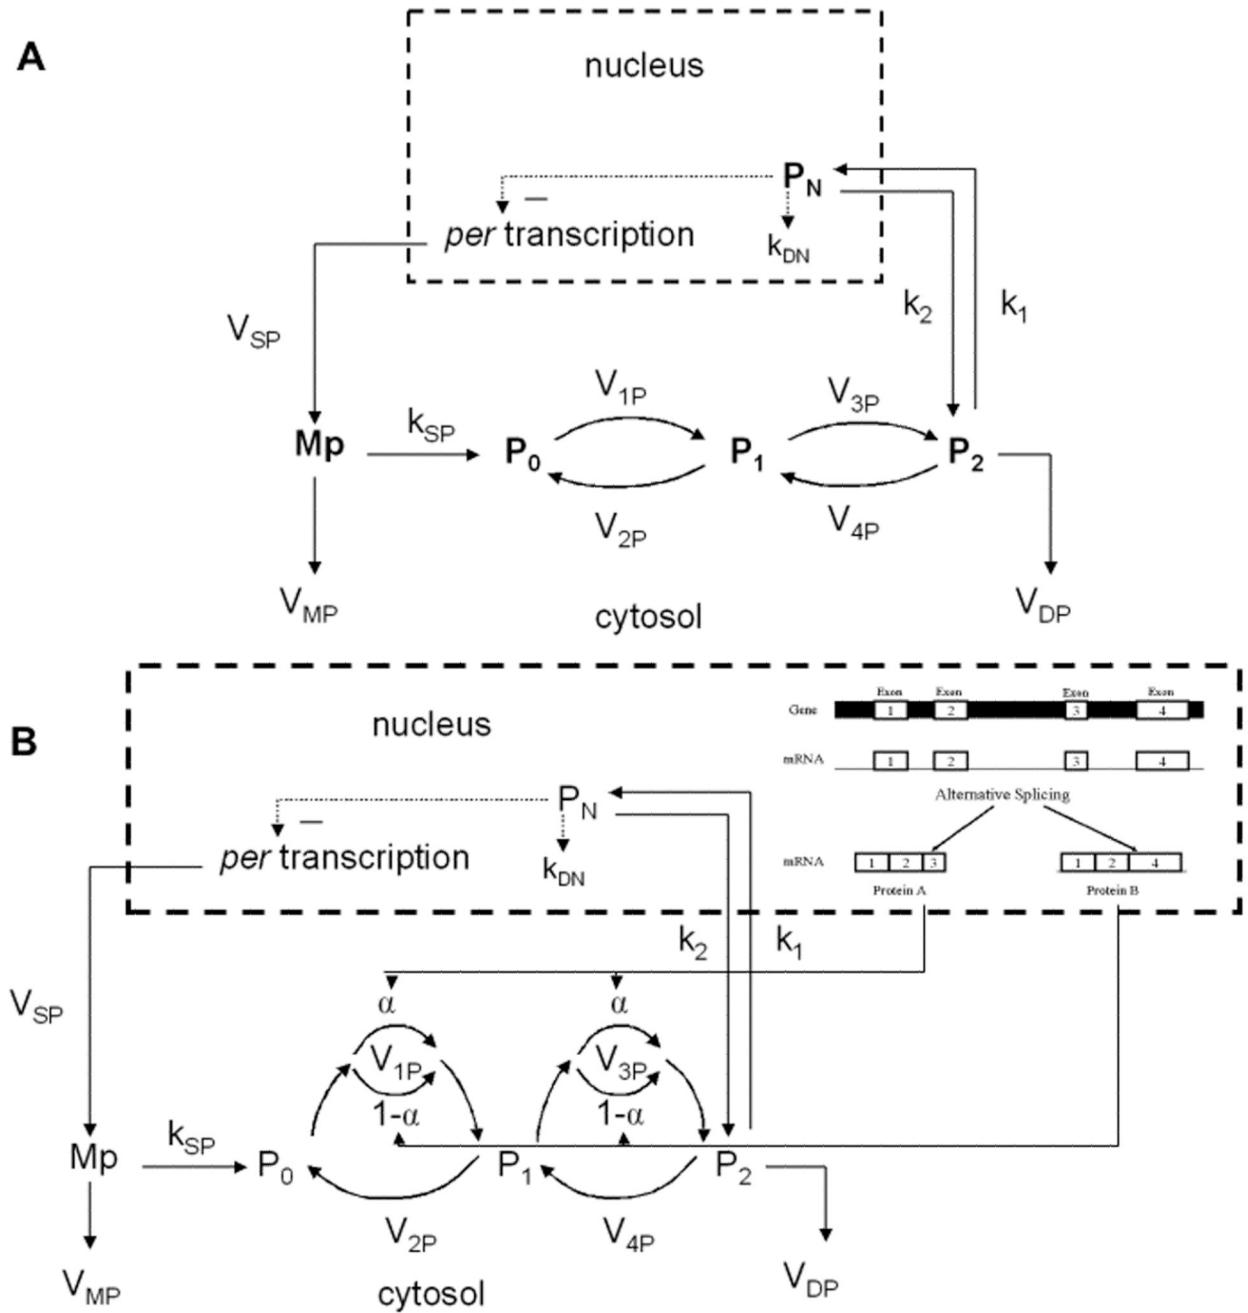 A
nucleus
P_N
–
per transcription
k_DN
k_2
k_1
V_SP
V_1P
V_3P
k_SP
Mp
P_0
P_1
P_2
V_2P
V_4P
V_MP
V_DP
cytosol
B
nucleus
Exon Exon Exon Exon
Gene 1 2 3 4
mRNA 1 2 3 4
Alternative Splicing
P_N
–
per transcription
k_DN
mRNA 1 2 3 1 2 4
Protein A Protein B
k_2 k_1
V_SP
α α
V_1P V_3P
1-α 1-α
k_SP
Mp P_0 P_1 P_2
V_2P V_4P
V_MP V_DP
cytosol